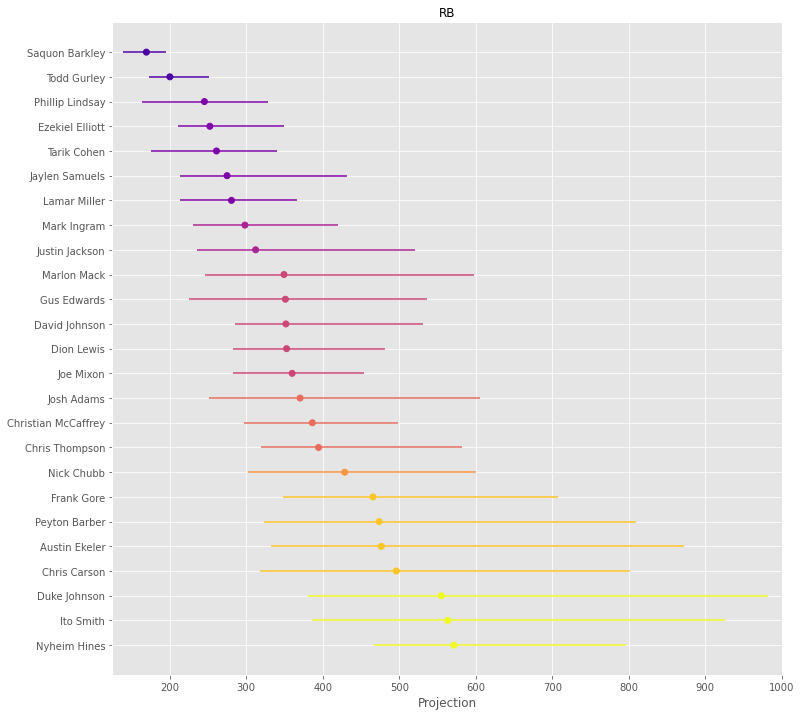 RB
Saquon Barkley
Todd Gurley
Phillip Lindsay
Ezekiel Elliott
Tarik Cohen
Jaylen Samuels
Lamar Miller
Mark Ingram
Justin Jackson
Marlon Mack
Gus Edwards
David Johnson
Dion Lewis
Joe Mixon
Josh Adams
Christian McCaffrey
Chris Thompson
Nick Chubb
Frank Gore
Peyton Barber
Austin Ekeler
Chris Carson
Duke Johnson
Ito Smith
Nyheim Hines
200 300 400 500 600 700 800 900 1000
Projection